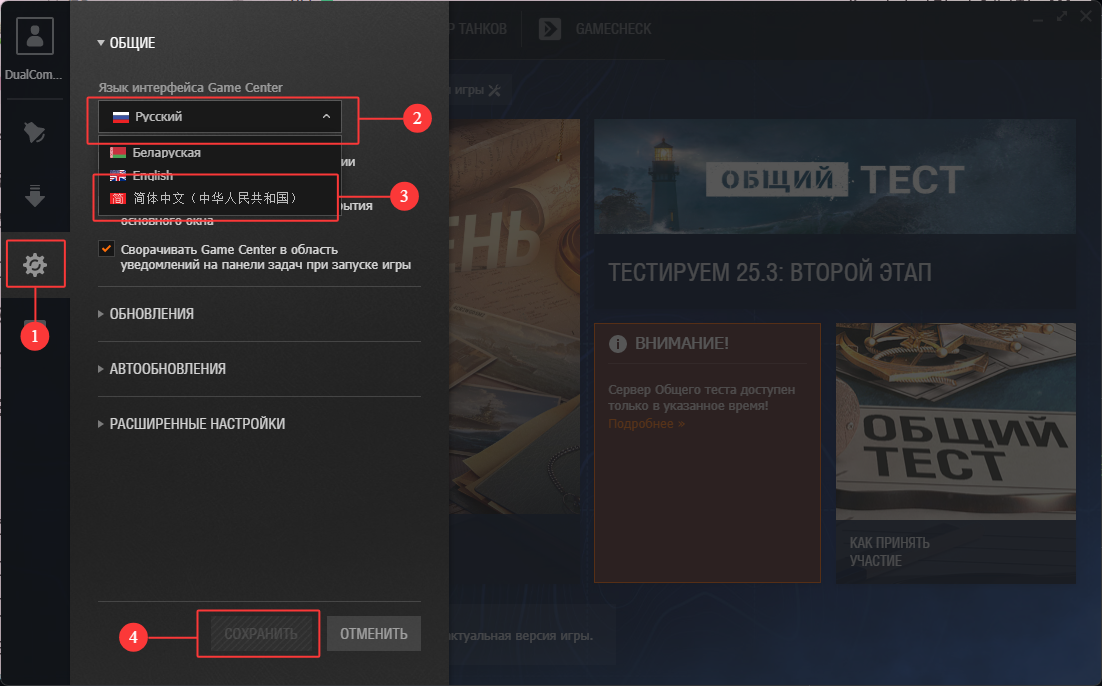 Р ТАНКОВ
GAMECHECK
DualCom...
ОБЩИЕ
Язык интерфейса Game Center
Русский
2
Беларуская
English
简体中文（中华人民共和国）
3
ии
рытия
основного окна
Сворачивать Game Center в область
уведомлений на панели задач при запуске игры
1
ОБНОВЛЕНИЯ
АВТООБНОВЛЕНИЯ
РАСШИРЕННЫЕ НАСТРОЙКИ
4
СОХРАНИТЬ
ОТМЕНИТЬ
игры
ЕНЬ
ОБЩИЙ ТЕСТ
ТЕСТИРУЕМ 25.3: ВТОРОЙ ЭТАП
ВНИМАНИЕ!
Сервер Общего теста доступен
только в указанное время!
Подробнее »
ОБЩИЙ
ТЕСТ
КАК ПРИНЯТЬ
УЧАСТИЕ
ктуальная версия игры.